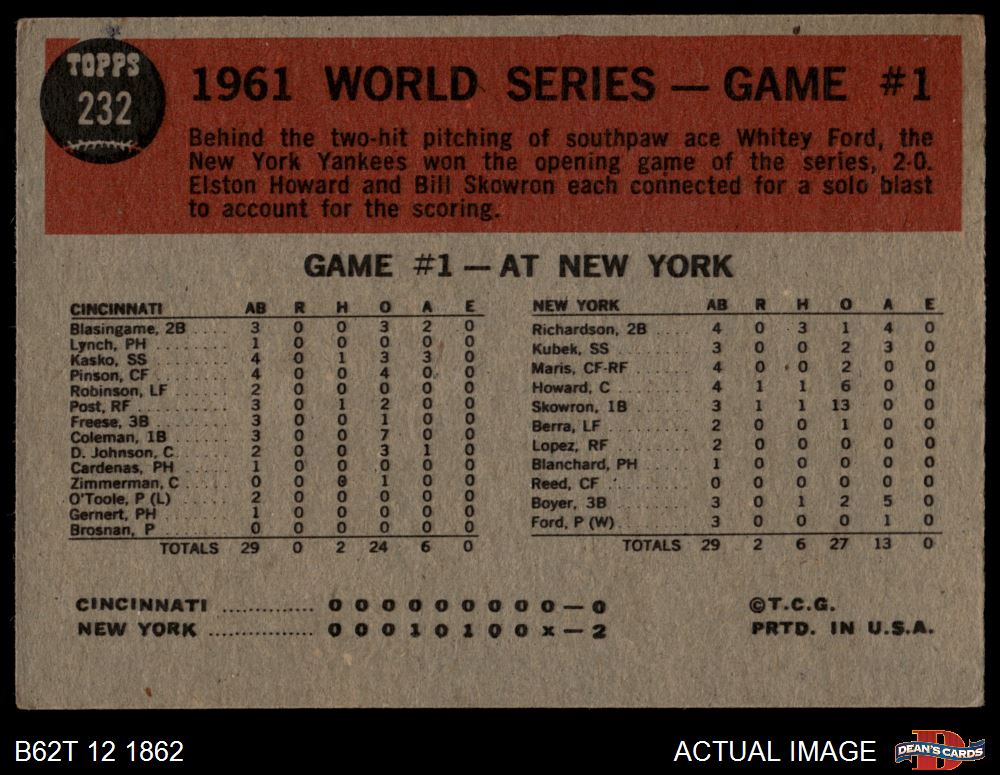 TOPPS
232
1961 WORLD SERIES — GAME #1
Behind the two-hit pitching of southpaw ace Whitey Ford, the
New York Yankees won the opening game of the series, 2-0.
Elston Howard and Bill Skowron each connected for a solo blast
to account for the scoring.
GAME #1 — AT NEW YORK
CINCINNATI AB R H O A E
Blasingame, 2B ..... 3 0 0 3 2 0
Lynch, PH ......... 1 0 0 0 0 0
Kasko, SS ......... 4 0 1 3 3 0
Pinson, CF ........ 4 0 0 4 0 0
Robinson, LF ...... 2 0 0 0 0 0
Post, RF .......... 3 0 1 2 0 0
Freese, 3B ........ 3 0 0 1 0 0
Coleman, 1B ....... 3 0 0 7 0 0
D. Johnson, C ..... 2 0 0 3 1 0
Cardenas, PH ...... 1 0 0 0 0 0
Zimmerman, C ...... 0 0 0 1 0 0
O'Toole, P (L) .... 2 0 0 0 0 0
Gernert, PH ....... 1 0 0 0 0 0
Brosnan, P ........ 0 0 0 0 0 0
TOTALS 29 0 2 24 6 0
NEW YORK AB R H O A E
Richardson, 2B .... 4 0 3 1 4 0
Kubek, SS ......... 3 0 0 2 3 0
Maris, CF-RF ...... 4 0 0 2 0 0
Howard, C ......... 4 1 1 6 0 0
Skowron, 1B ....... 3 1 1 13 0 0
Berra, LF ......... 2 0 0 1 0 0
Lopez, RF ......... 2 0 0 0 0 0
Blanchard, PH ..... 1 0 0 0 0 0
Reed, CF .......... 0 0 0 0 0 0
Boyer, 3B ......... 3 0 1 2 5 0
Ford, P (W) ....... 3 0 0 0 1 0
TOTALS 29 2 6 27 13 0
CINCINNATI .............. 0 0 0 0 0 0 0 0 0 — 0
NEW YORK ................ 0 0 0 1 0 1 0 0 x — 2
©T.C.G.
PRTD. IN U.S.A.
B62T 12 1862
ACTUAL IMAGE
D
DEAN'S CARDS